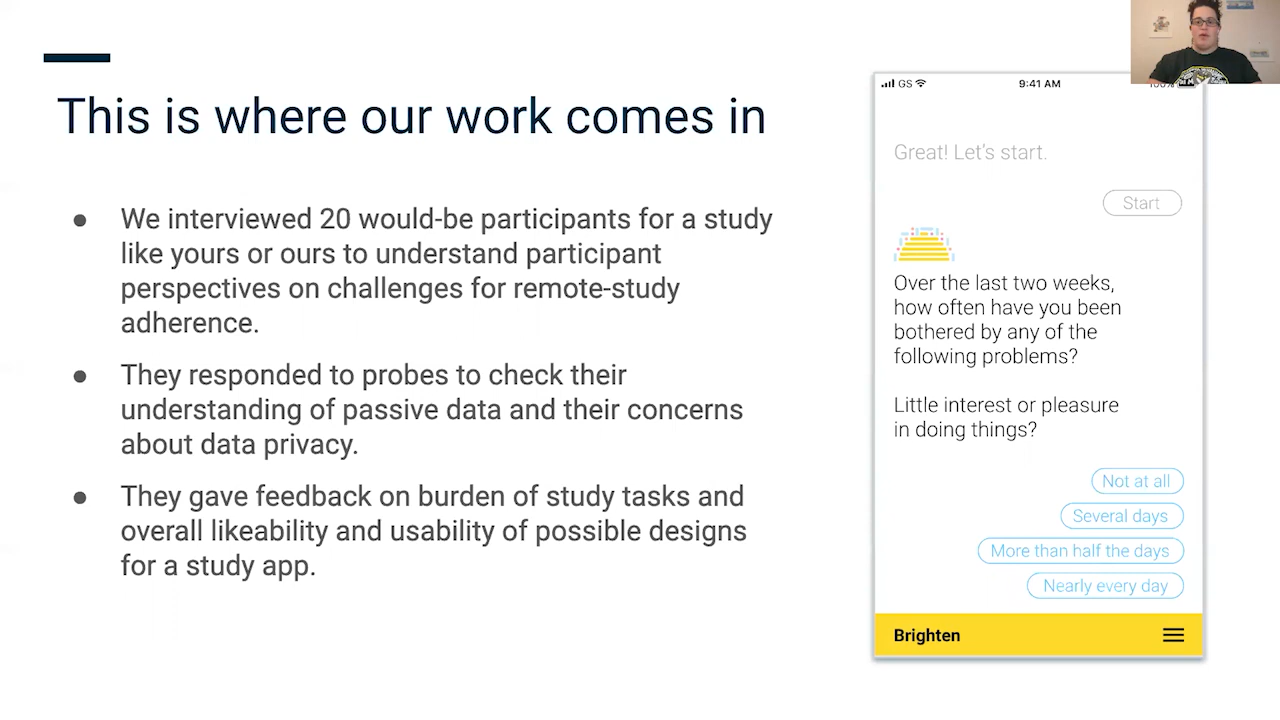 This is where our work comes in
● We interviewed 20 would-be participants for a study
like yours or ours to understand participant
perspectives on challenges for remote-study
adherence.
● They responded to probes to check their
understanding of passive data and their concerns
about data privacy.
● They gave feedback on burden of study tasks and
overall likeability and usability of possible designs
for a study app.
GS 9:41 AM 100%
Great! Let's start.
Start
Over the last two weeks,
how often have you been
bothered by any of the
following problems?
Little interest or pleasure
in doing things?
Not at all
Several days
More than half the days
Nearly every day
Brighten